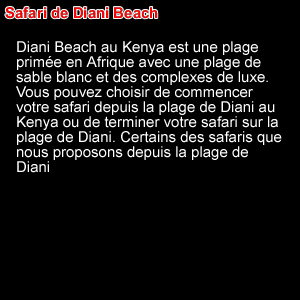 Safari de Diani Beach
Diani Beach au Kenya est une plage
primée en Afrique avec une plage de
sable blanc et des complexes de luxe.
Vous pouvez choisir de commencer
votre safari depuis la plage de Diani au
Kenya ou de terminer votre safari sur la
plage de Diani. Certains des safaris que
nous proposons depuis la plage de
Diani